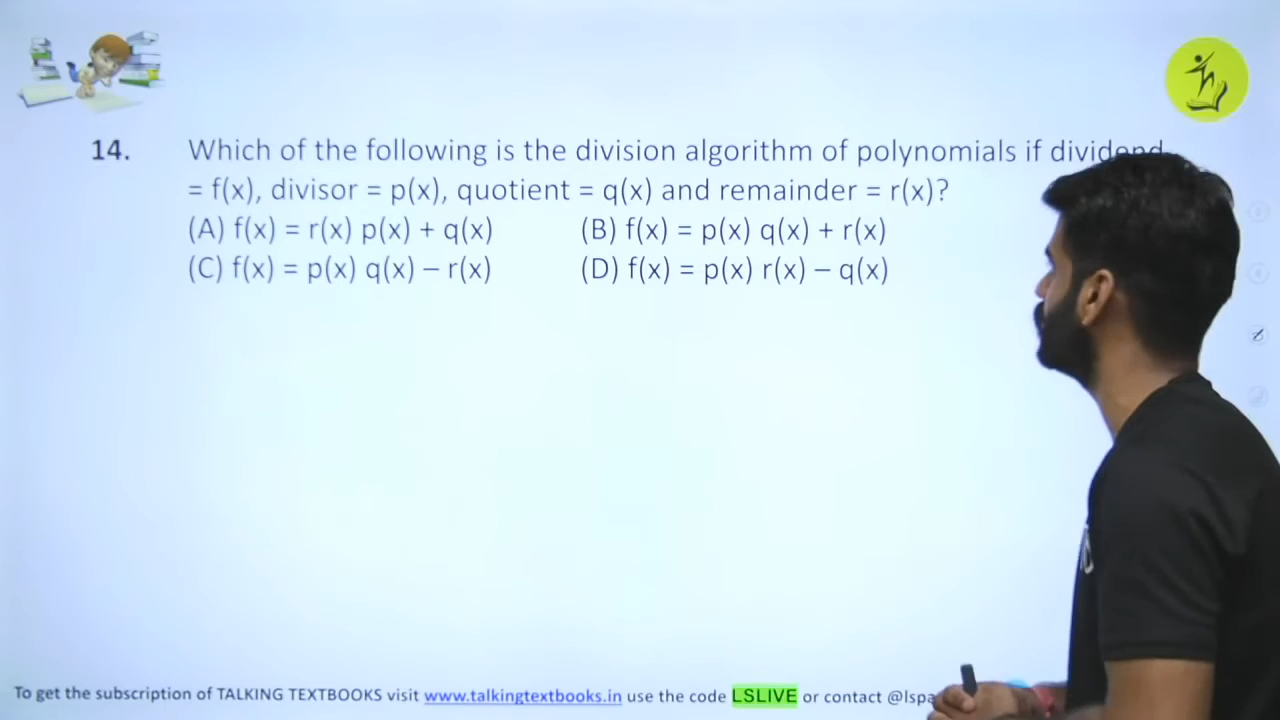 14. Which of the following is the division algorithm of polynomials if dividend
= f(x), divisor = p(x), quotient = q(x) and remainder = r(x)?
(A) f(x) = r(x) p(x) + q(x) (B) f(x) = p(x) q(x) + r(x)
(C) f(x) = p(x) q(x) – r(x) (D) f(x) = p(x) r(x) – q(x)
To get the subscription of TALKING TEXTBOOKS visit www.talkingtextbooks.in use the code LSLIVE or contact @lspa